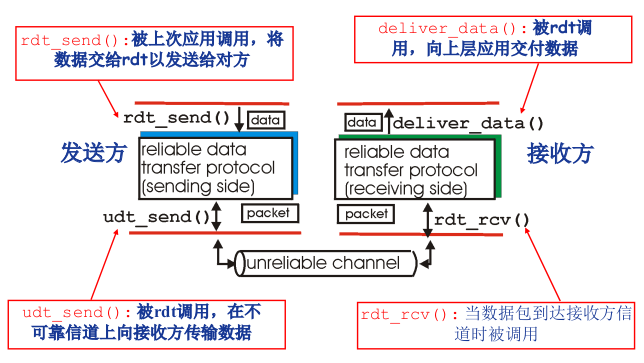 rdt_send():被上次应用调用，将
数据交给rdt以发送给对方
deliver_data():被rdt调
用，向上层应用交付数据
rdt_send()
data
data
deliver_data()
发送方
reliable data
transfer protocol
(sending side)
reliable data
transfer protocol
(receiving side)
接收方
udt_send()
packet
packet
rdt_rcv()
unreliable channel
udt_send():被rdt调用，在不
可靠信道上向接收方传输数据
rdt_rcv():当数据包到达接收方信
道时被调用